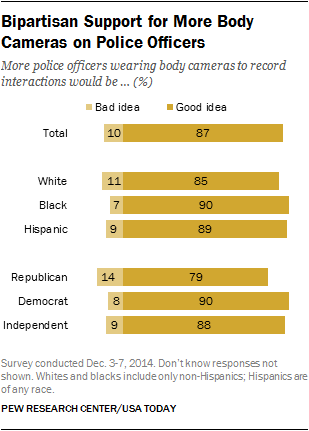 Bipartisan Support for More Body
Cameras on Police Officers
More police officers wearing body cameras to record
interactions would be ... (%)
Bad idea Good idea
Total 10 87
White 11 85
Black 7 90
Hispanic 9 89
Republican 14 79
Democrat 8 90
Independent 9 88
Survey conducted Dec. 3-7, 2014. Don't know responses not
shown. Whites and blacks include only non-Hispanics; Hispanics are
of any race.
PEW RESEARCH CENTER/USA TODAY